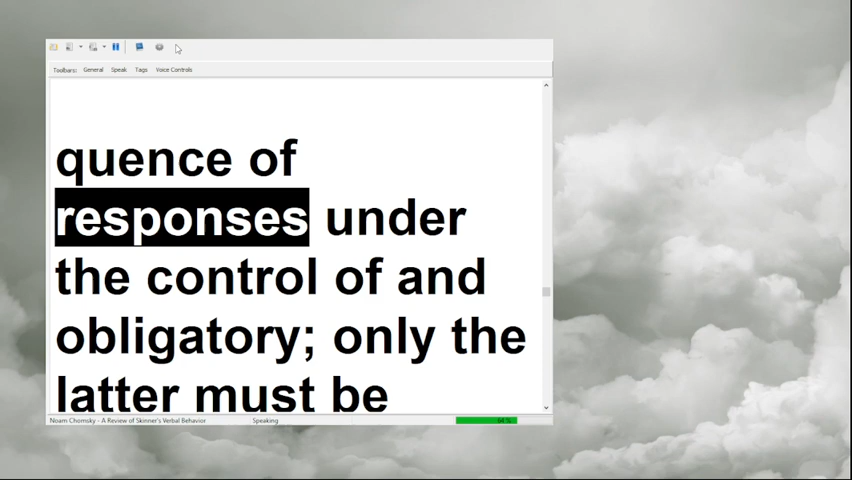 Toolbars: General Speak Tags Voice Controls
quence of
responses under
the control of and
obligatory; only the
latter must be
Noam Chomsky - A Review of Skinner's Verbal Behavior Speaking 64 %